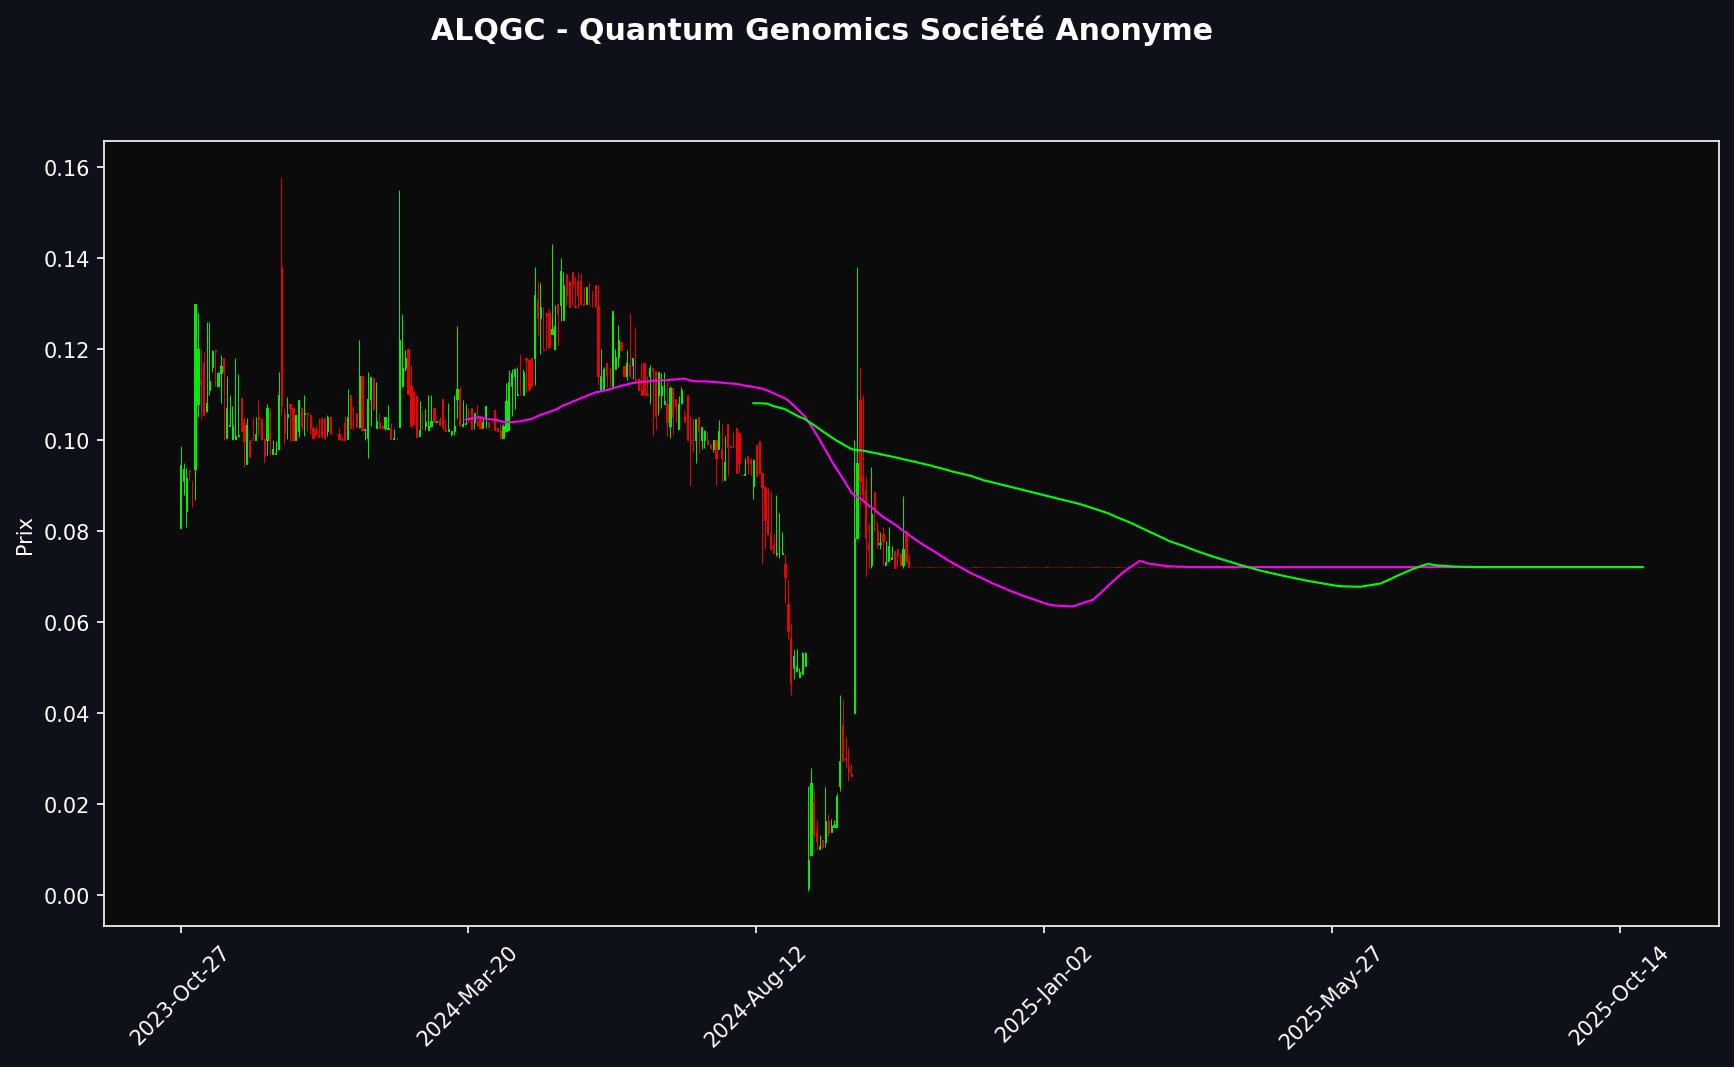 ALQGC - Quantum Genomics Société Anonyme
Prix
0.16
0.14
0.12
0.10
0.08
0.06
0.04
0.02
0.00
2023-Oct-27
2024-Mar-20
2024-Aug-12
2025-Jan-02
2025-May-27
2025-Oct-14